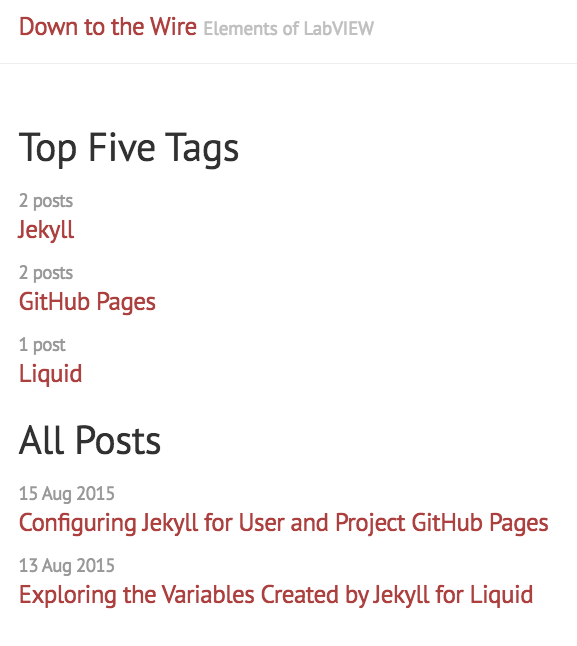 Down to the Wire Elements of LabVIEW
Top Five Tags
2 posts
Jekyll
2 posts
GitHub Pages
1 post
Liquid
All Posts
15 Aug 2015
Configuring Jekyll for User and Project GitHub Pages
13 Aug 2015
Exploring the Variables Created by Jekyll for Liquid